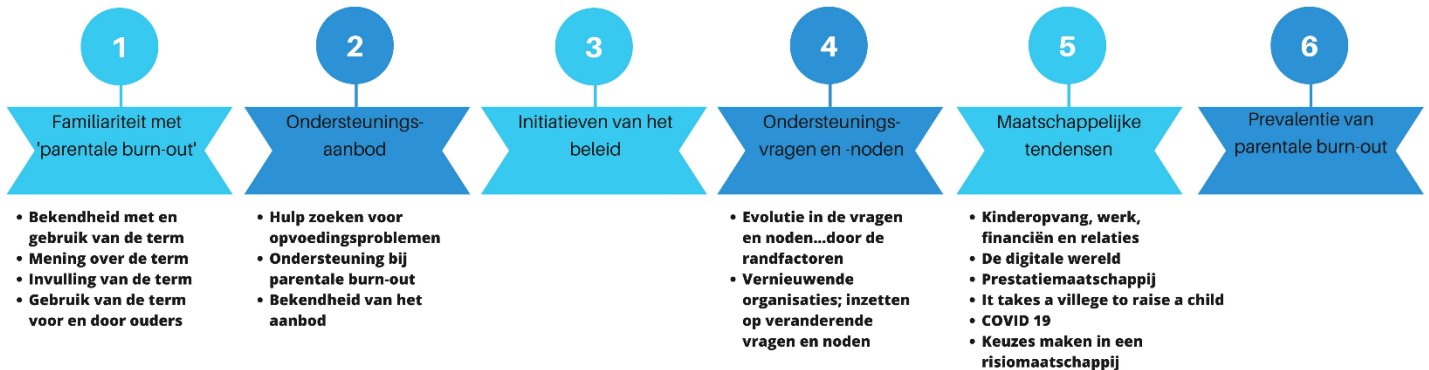 1
Familiariteit met
'parentale burn-out'
• Bekendheid met en
gebruik van de term
• Mening over de term
• Invulling van de term
• Gebruik van de term
voor en door ouders
2
Ondersteunings-
aanbod
• Hulp zoeken voor
opvoedingsproblemen
• Ondersteuning bij
parentale burn-out
• Bekendheid van het
aanbod
3
Initiatieven van het
beleid
4
Ondersteunings-
vragen en -noden
• Evolutie in de vragen
en noden...door de
randfactoren
• Vernieuwende
organisaties; inzetten
op veranderende
vragen en noden
5
Maatschappelijke
tendensen
• Kinderopvang, werk,
financiën en relaties
• De digitale wereld
• Prestatiemaatschappij
• It takes a villege to raise a child
• COVID 19
• Keuzes maken in een
risiomaatschappij
6
Prevalentie van
parentale burn-out